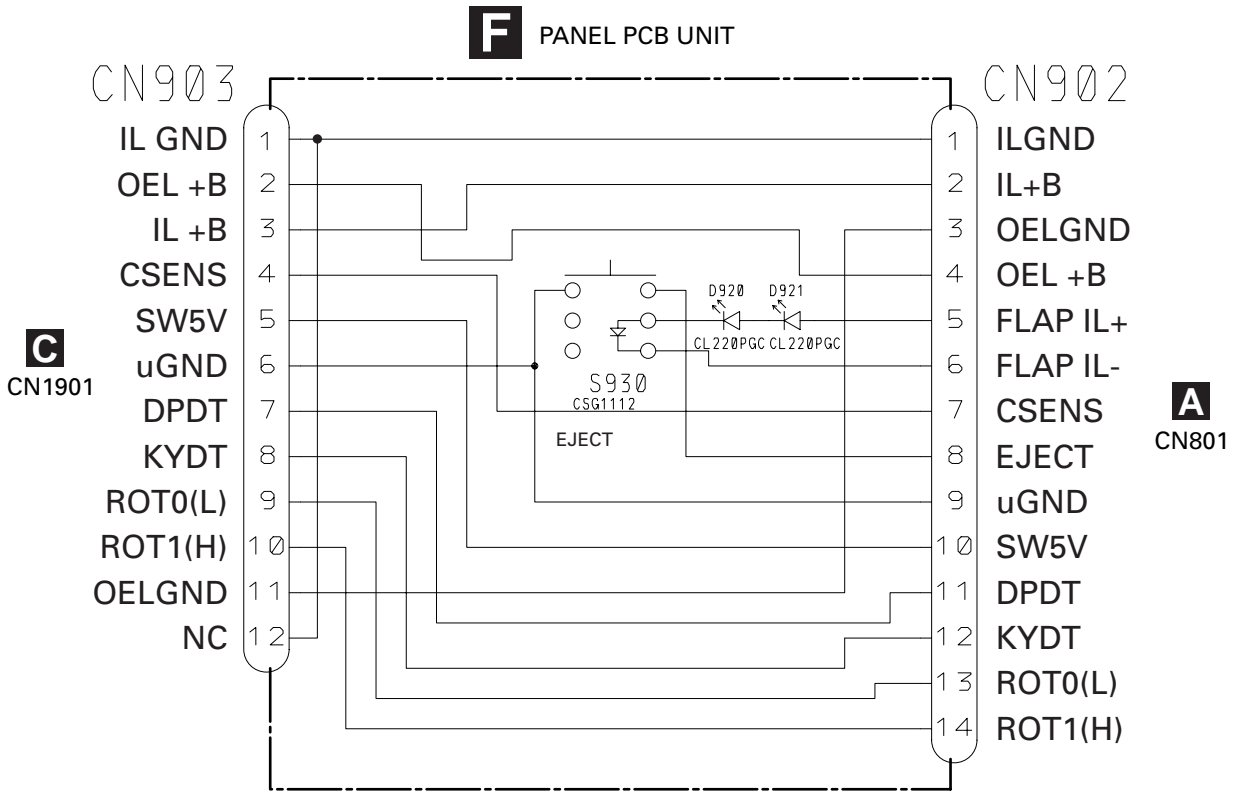 F PANEL PCB UNIT
CN903
CN902
IL GND 1
1 ILGND
OEL +B 2
2 IL+B
IL +B 3
3 OELGND
CSENS 4
4 OEL +B
D920 D921
SW5V 5
5 FLAP IL+
CL220PGC CL220PGC
C
CN1901
uGND 6
6 FLAP IL-
S930
CSG1112
EJECT
DPDT 7
7 CSENS
A
CN801
KYDT 8
8 EJECT
ROT0(L) 9
9 uGND
ROT1(H) 10
10 SW5V
OELGND 11
11 DPDT
NC 12
12 KYDT
13 ROT0(L)
14 ROT1(H)